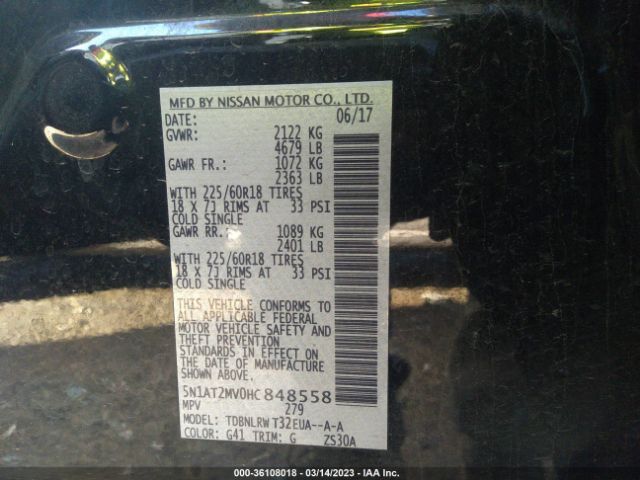 MFD BY NISSAN MOTOR CO., LTD.
DATE: 06/17
GVWR: 2122 KG
4679 LB
GAWR FR.: 1072 KG
2363 LB
WITH 225/60R18 TIRES
18 X 7J RIMS AT 33 PSI
COLD SINGLE
GAWR RR.: 1089 KG
2401 LB
WITH 225/60R18 TIRES
18 X 7J RIMS AT 33 PSI
COLD SINGLE
THIS VEHICLE CONFORMS TO
ALL APPLICABLE FEDERAL
MOTOR VEHICLE SAFETY AND
THEFT PREVENTION
STANDARDS IN EFFECT ON
THE DATE OF MANUFACTURE
SHOWN ABOVE.
5N1AT2MV0HC848558
MPV 279
MODEL: TDBNLRW T32EUA--A-A
COLOR: G41 TRIM: G ZS30A
000-36108018 - 03/14/2023 - IAA Inc.